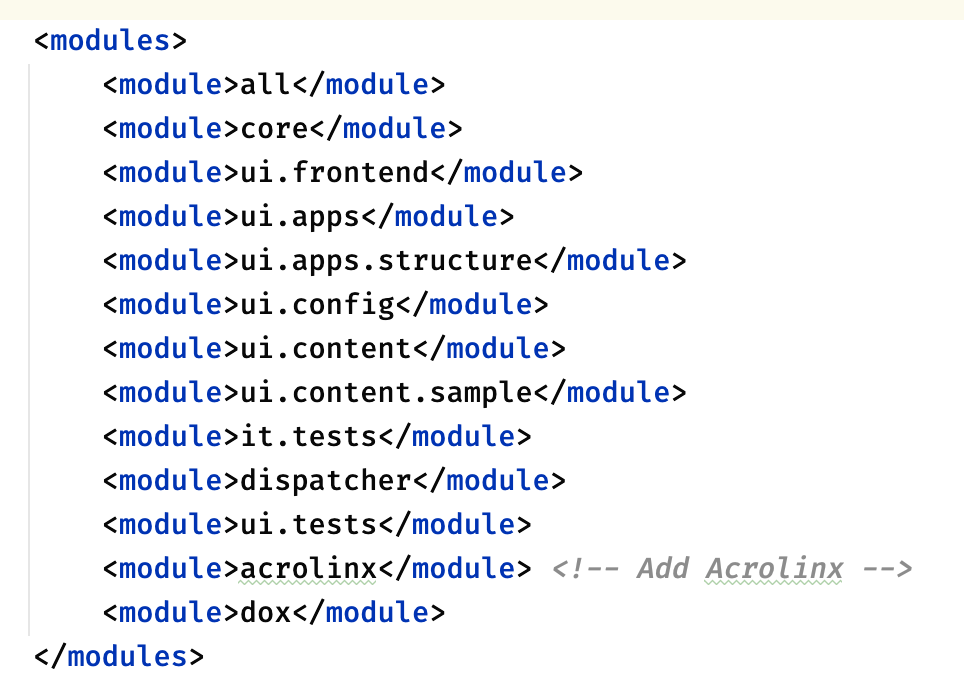 <modules>
<module>all</module>
<module>core</module>
<module>ui.frontend</module>
<module>ui.apps</module>
<module>ui.apps.structure</module>
<module>ui.config</module>
<module>ui.content</module>
<module>ui.content.sample</module>
<module>it.tests</module>
<module>dispatcher</module>
<module>ui.tests</module>
<module>acrolinx</module> <!-- Add Acrolinx -->
<module>dox</module>
</modules>